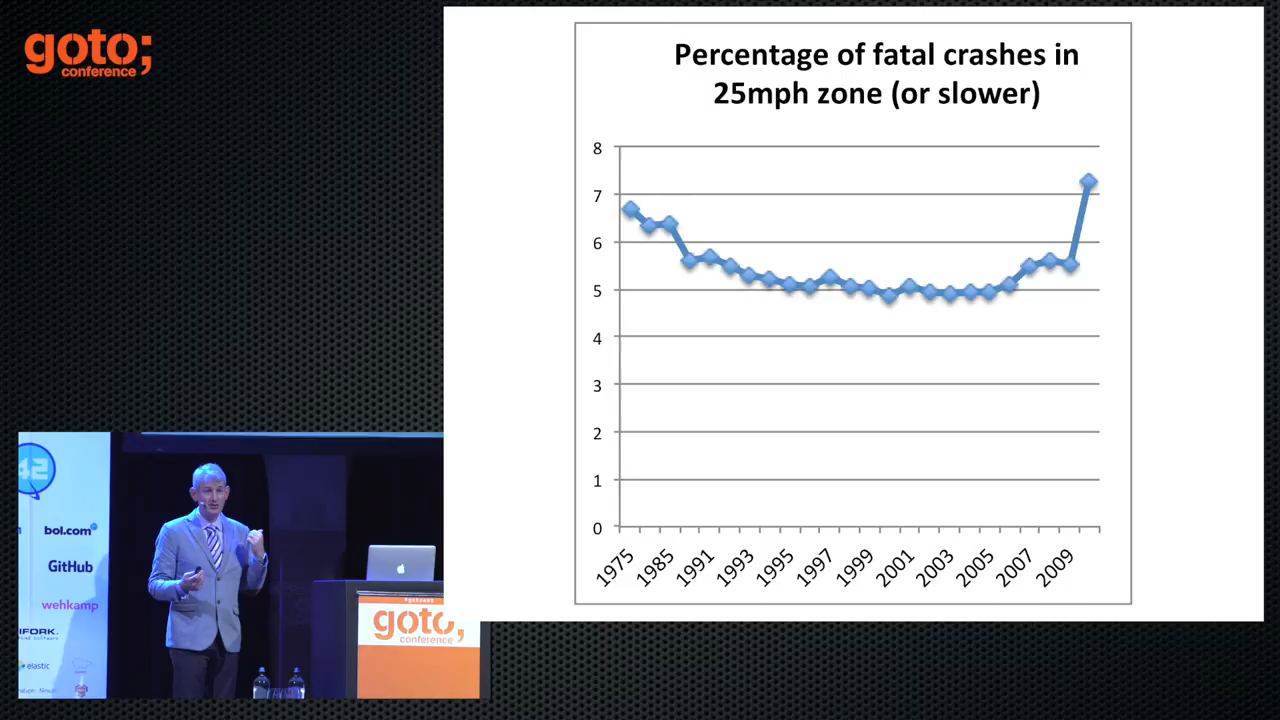 goto;
conference
Percentage of fatal crashes in
25mph zone (or slower)
8
7
6
5
4
3
2
1
0
1975
1985
1991
1993
1995
1997
1999
2001
2003
2005
2007
2009
42
bol.com
GitHub
wehkamp
elastic
goto;
conference